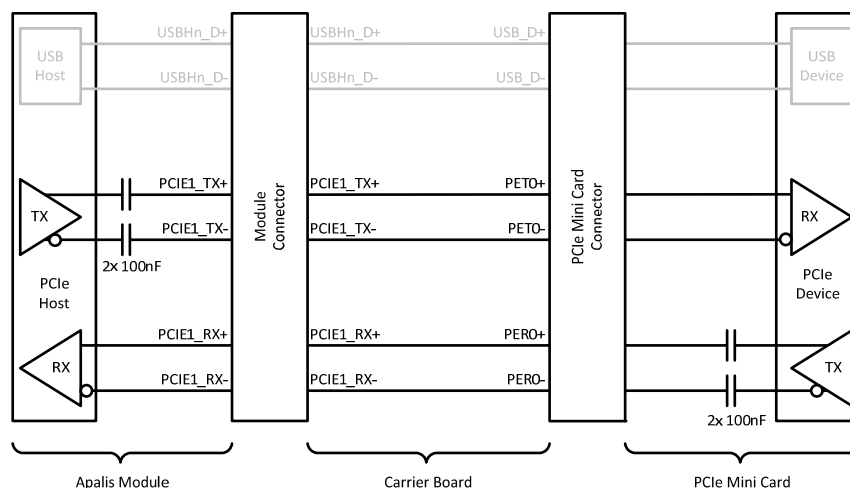 USBHn_D+ USBHn_D+ USB_D+
USB Host
USB Device
USBHn_D- USBHn_D- USB_D-
PCIE1_TX+ PCIE1_TX+ PET0+
TX
RX
PCIE1_TX- PCIE1_TX- PET0-
2x 100nF
Module Connector
PCIe Mini Card Connector
PCIe Host
PCIe Device
PCIE1_RX+ PCIE1_RX+ PER0+
RX
TX
PCIE1_RX- PCIE1_RX- PER0-
2x 100nF
Apalis Module Carrier Board PCIe Mini Card